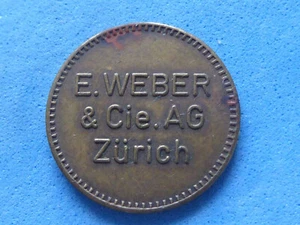 E. WEBER
& Cie. AG
Zürich